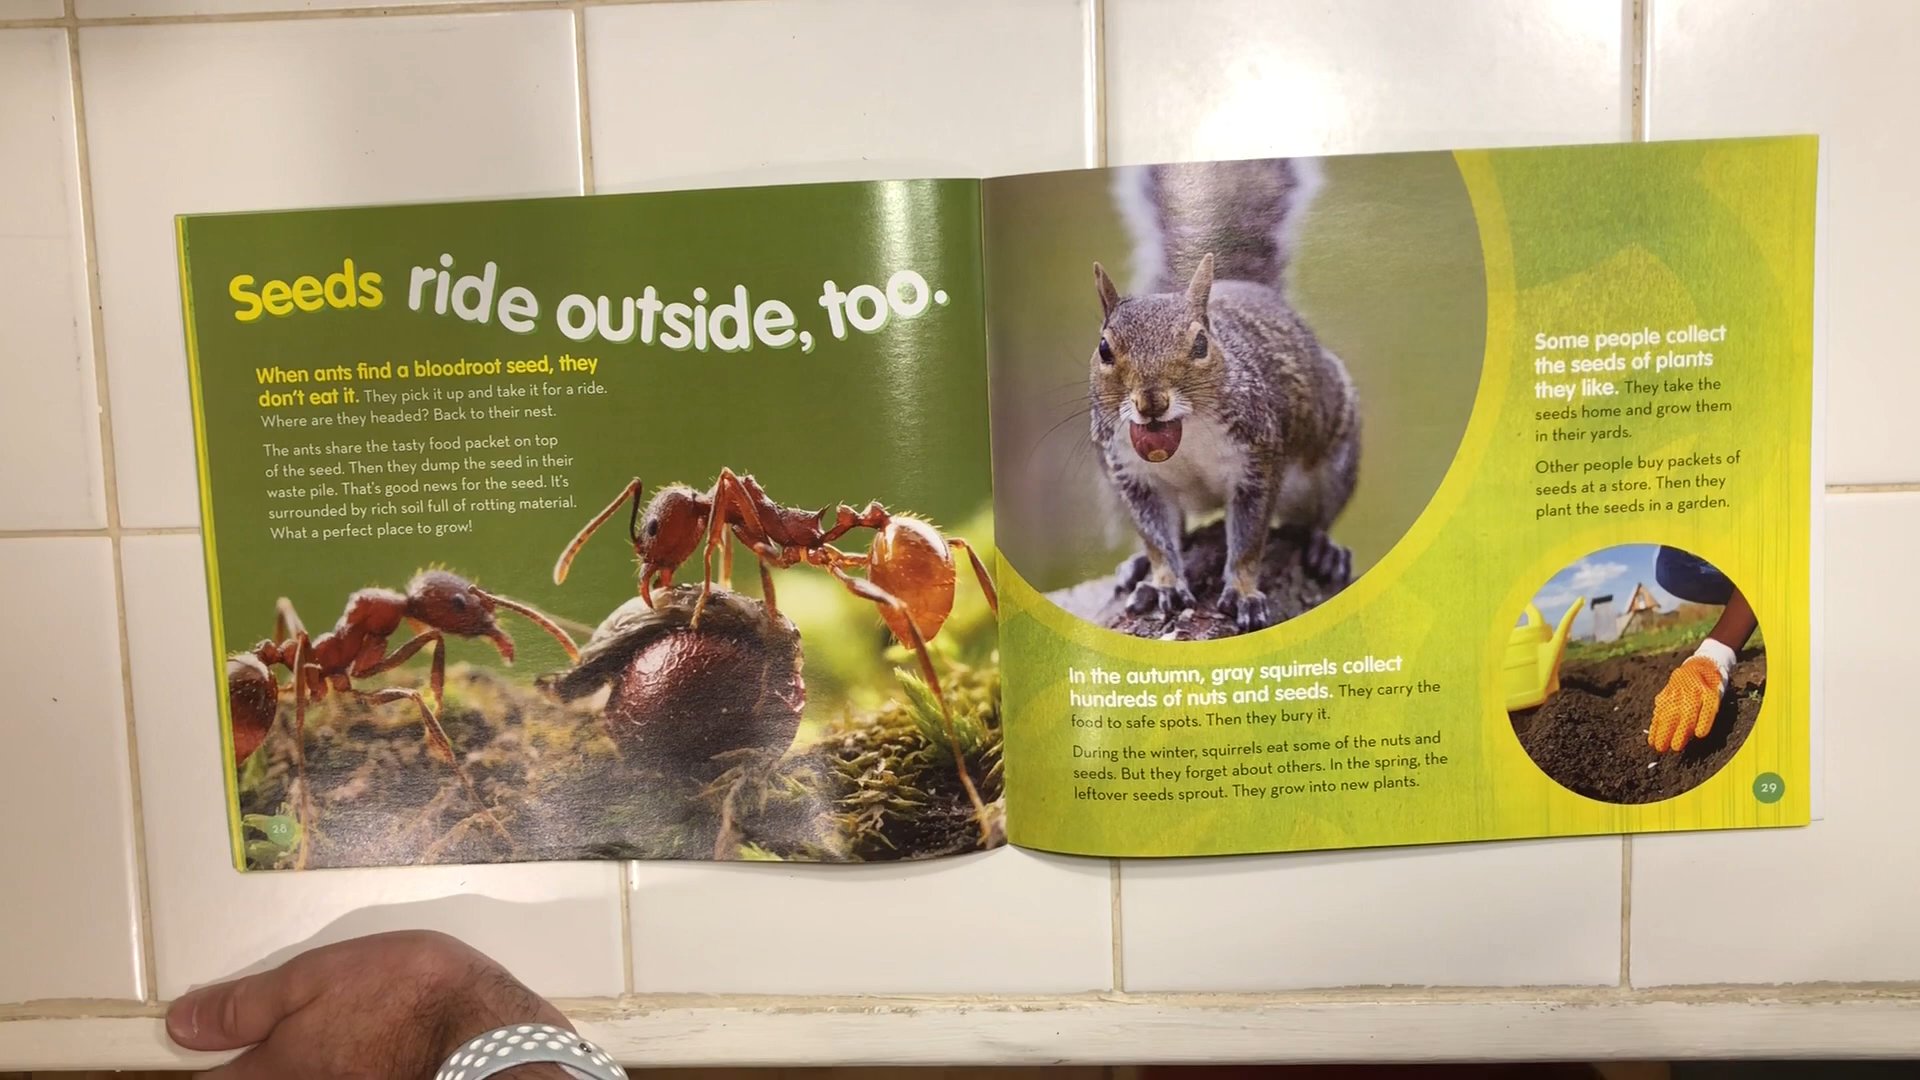 Seeds ride outside, too.
When ants find a bloodroot seed, they
don't eat it. They pick it up and take it for a ride.
Where are they headed? Back to their nest.
The ants share the tasty food packet on top
of the seed. Then they dump the seed in their
waste pile. That's good news for the seed. It's
surrounded by rich soil full of rotting material.
What a perfect place to grow!
28
In the autumn, gray squirrels collect
hundreds of nuts and seeds. They carry the
food to safe spots. Then they bury it.
During the winter, squirrels eat some of the nuts and
seeds. But they forget about others. In the spring, the
leftover seeds sprout. They grow into new plants.
Some people collect
the seeds of plants
they like. They take the
seeds home and grow them
in their yards.
Other people buy packets of
seeds at a store. Then they
plant the seeds in a garden.
29